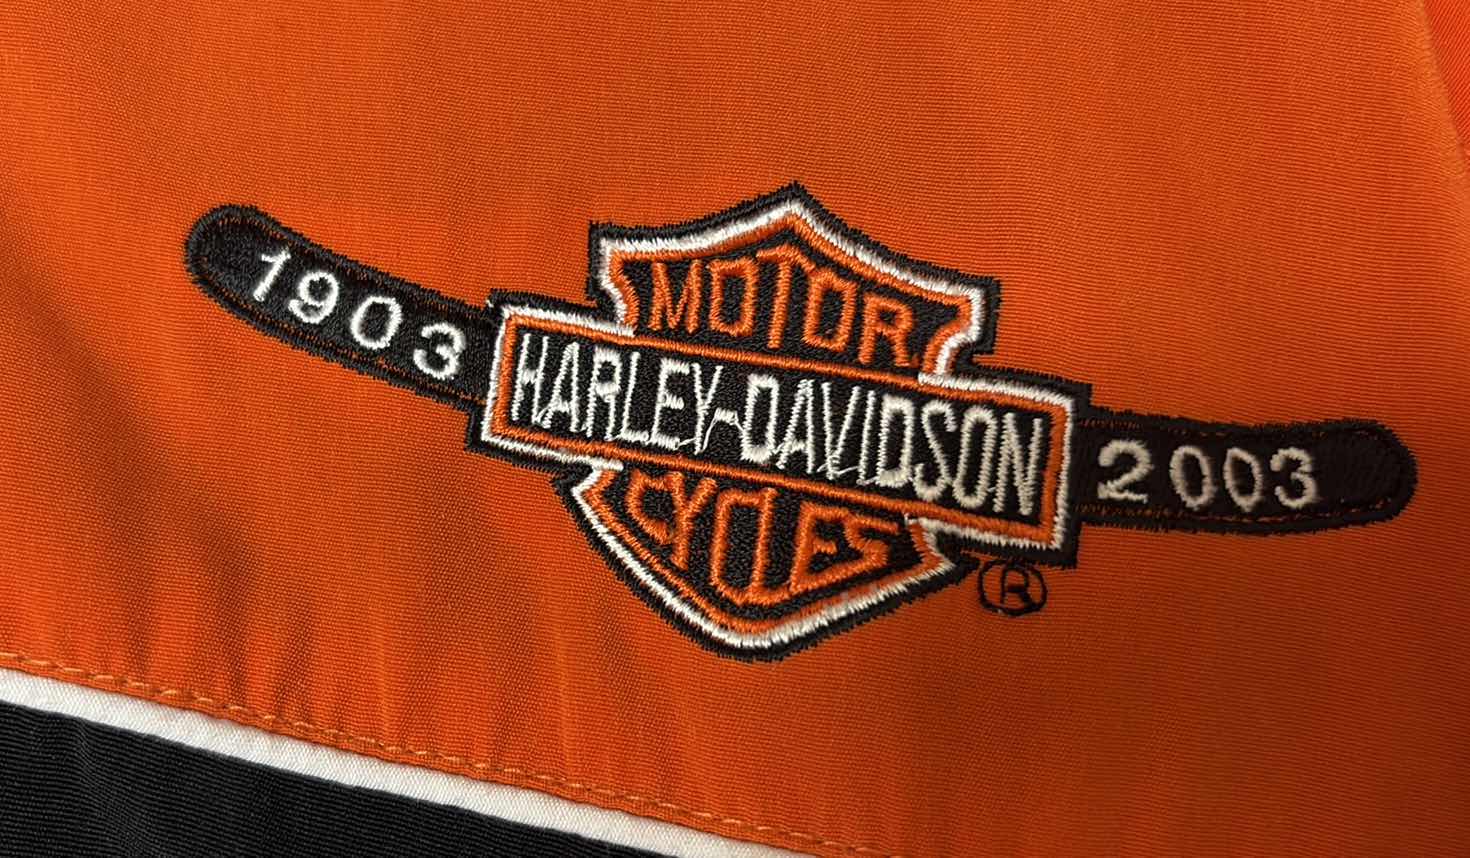 1903
MOTOR
HARLEY-DAVIDSON
CYCLES
2003
®